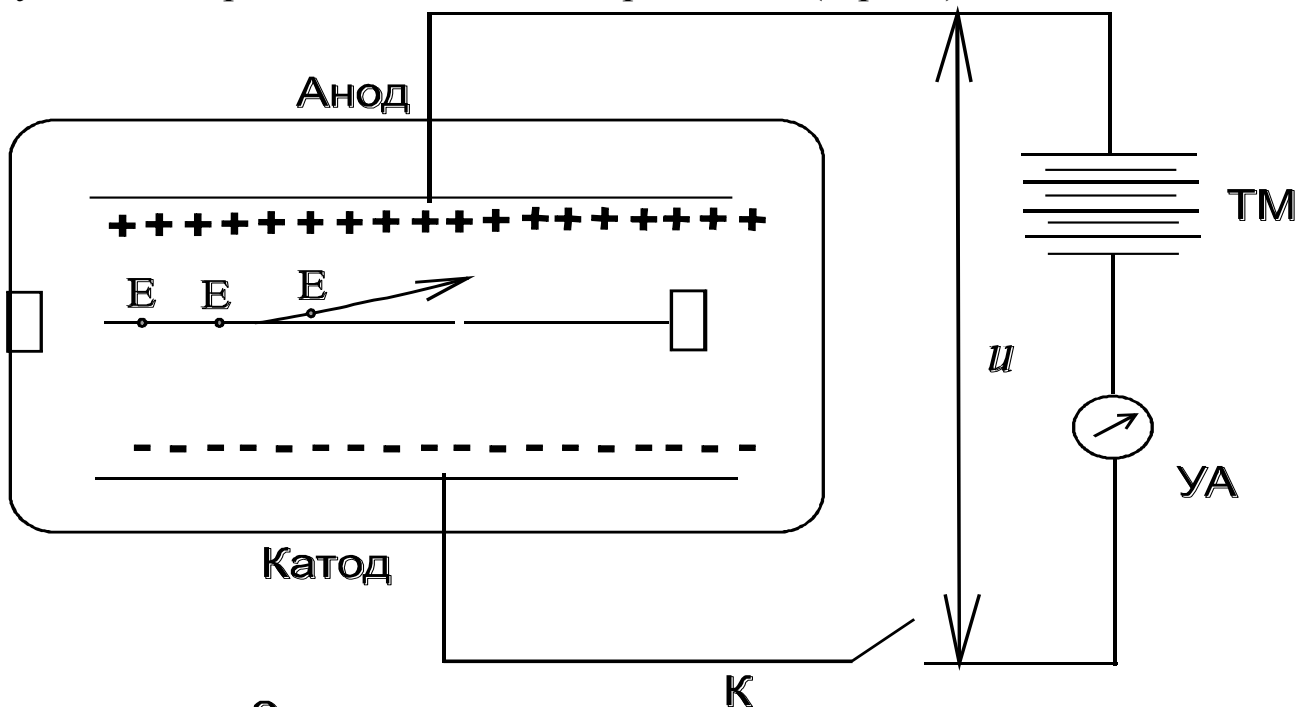 Анод
+ + + + + + + + + + + + + + + + + +
ТМ
E E E
и
- - - - - - - - - - - - - - - - - -
УА
Катод
К